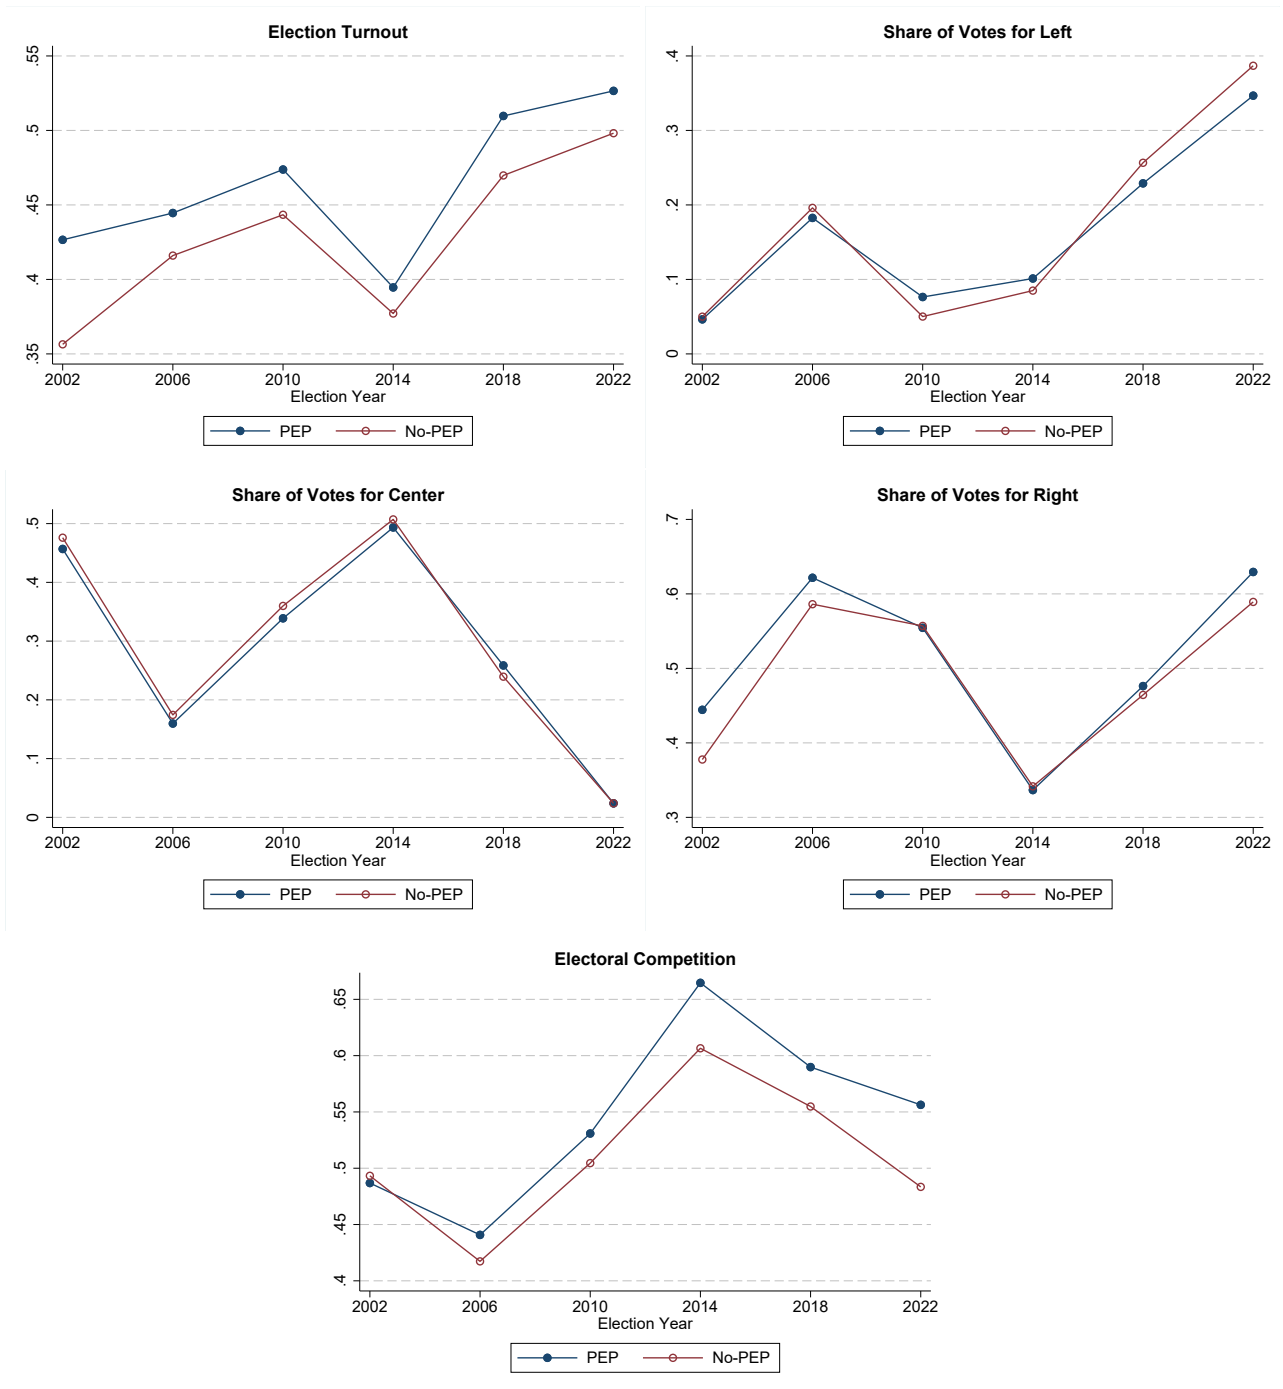 Election Turnout
.55
.5
.45
.4
.35
2002 2006 2010 2014 2018 2022
Election Year
PEP No-PEP
Share of Votes for Left
.4
.3
.2
.1
0
2002 2006 2010 2014 2018 2022
Election Year
PEP No-PEP
Share of Votes for Center
.5
.4
.3
.2
.1
0
2002 2006 2010 2014 2018 2022
Election Year
PEP No-PEP
Share of Votes for Right
.7
.6
.5
.4
.3
2002 2006 2010 2014 2018 2022
Election Year
PEP No-PEP
Electoral Competition
.65
.6
.55
.5
.45
.4
2002 2006 2010 2014 2018 2022
Election Year
PEP No-PEP